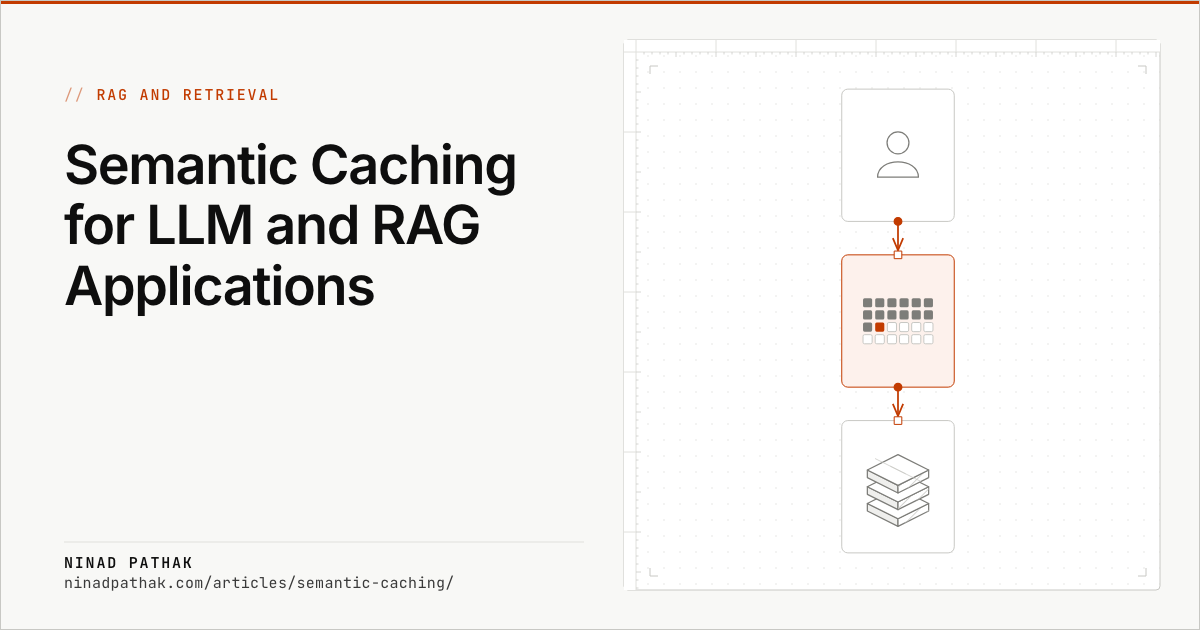 // RAG AND RETRIEVAL
Semantic Caching
for LLM and RAG
Applications
NINAD PATHAK
ninadpathak.com/articles/semantic-caching/